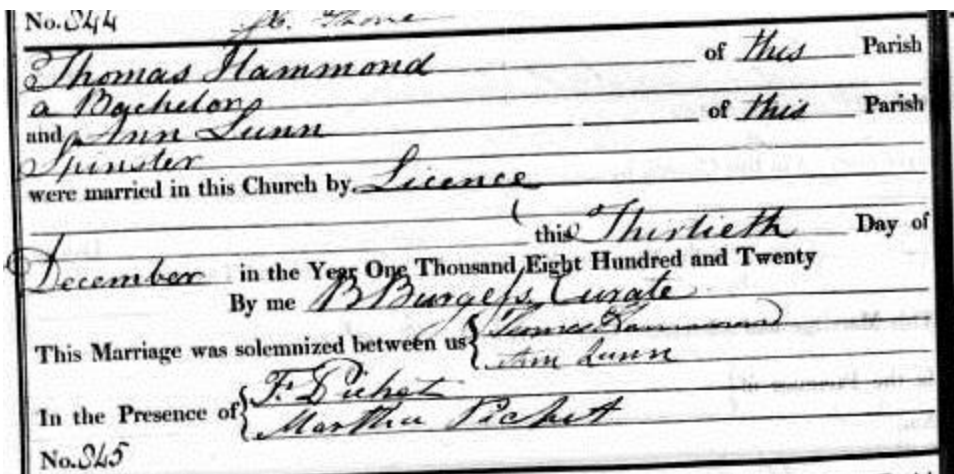 No. 344
Thomas Hammond of this Parish
a Bachelor
and Ann Lunn of this Parish
Spinster
were married in this Church by Licence
this Thirtieth Day of
December in the Year One Thousand Eight Hundred and Twenty
By me B Burgess, Curate
This Marriage was solemnized between us { Thomas Hammond
Ann Lunn
In the Presence of { F. Pichet
Martha Pichet
No. 345